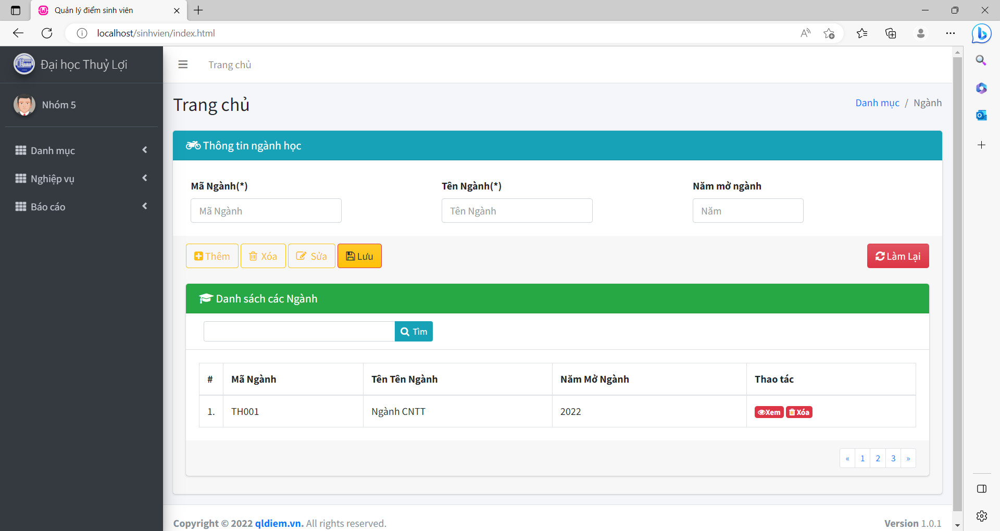 Quản lý điểm sinh viên
localhost/sinhvien/index.html
Đại học Thuỷ Lợi
Trang chủ
Nhóm 5
Trang chủ
Danh mục / Ngành
Danh mục
Nghiệp vụ
Báo cáo
Thông tin ngành học
Mã Ngành(*) Tên Ngành(*) Năm mở ngành
Mã Ngành Tên Ngành Năm
Thêm Xóa Sửa Lưu Làm Lại
Danh sách các Ngành
Tìm
# Mã Ngành Tên Tên Ngành Năm Mở Ngành Thao tác
1. TH001 Ngành CNTT 2022 Xem Xóa
« 1 2 3 »
Copyright © 2022 qldiem.vn. All rights reserved. Version 1.0.1